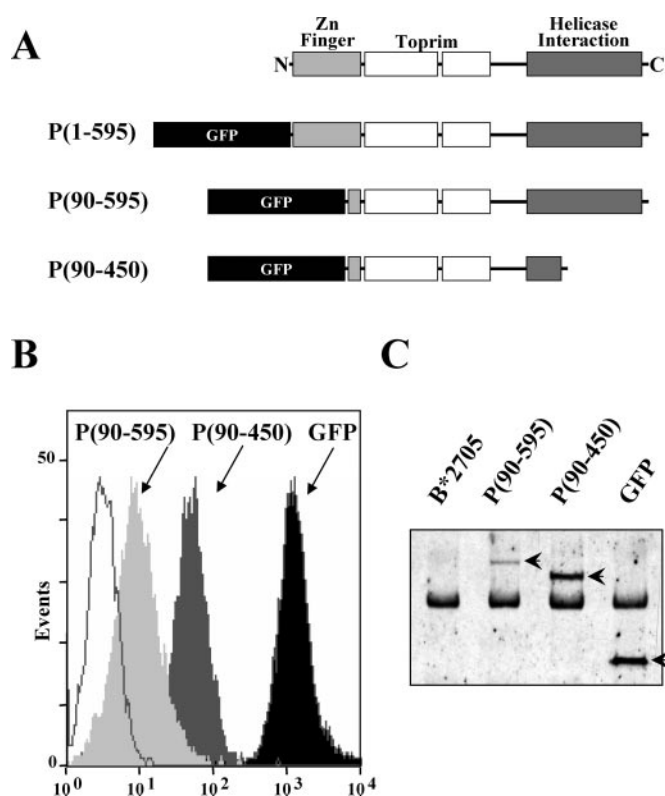 A
Zn Finger
Toprim
Helicase Interaction
N
C
P(1-595)
GFP
P(90-595)
GFP
P(90-450)
GFP
B
P(90-595)
P(90-450)
GFP
50
Events
0
10^0
10^1
10^2
10^3
10^4
C
B*2705
P(90-595)
P(90-450)
GFP